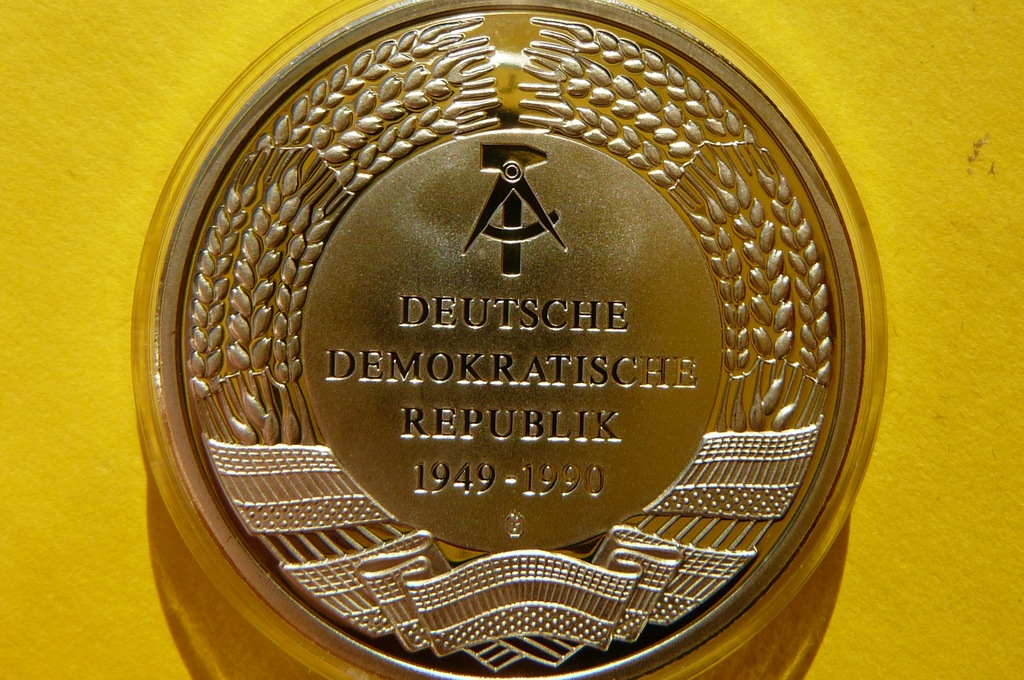 DEUTSCHE
DEMOKRATISCHE
REPUBLIK
1949-1990